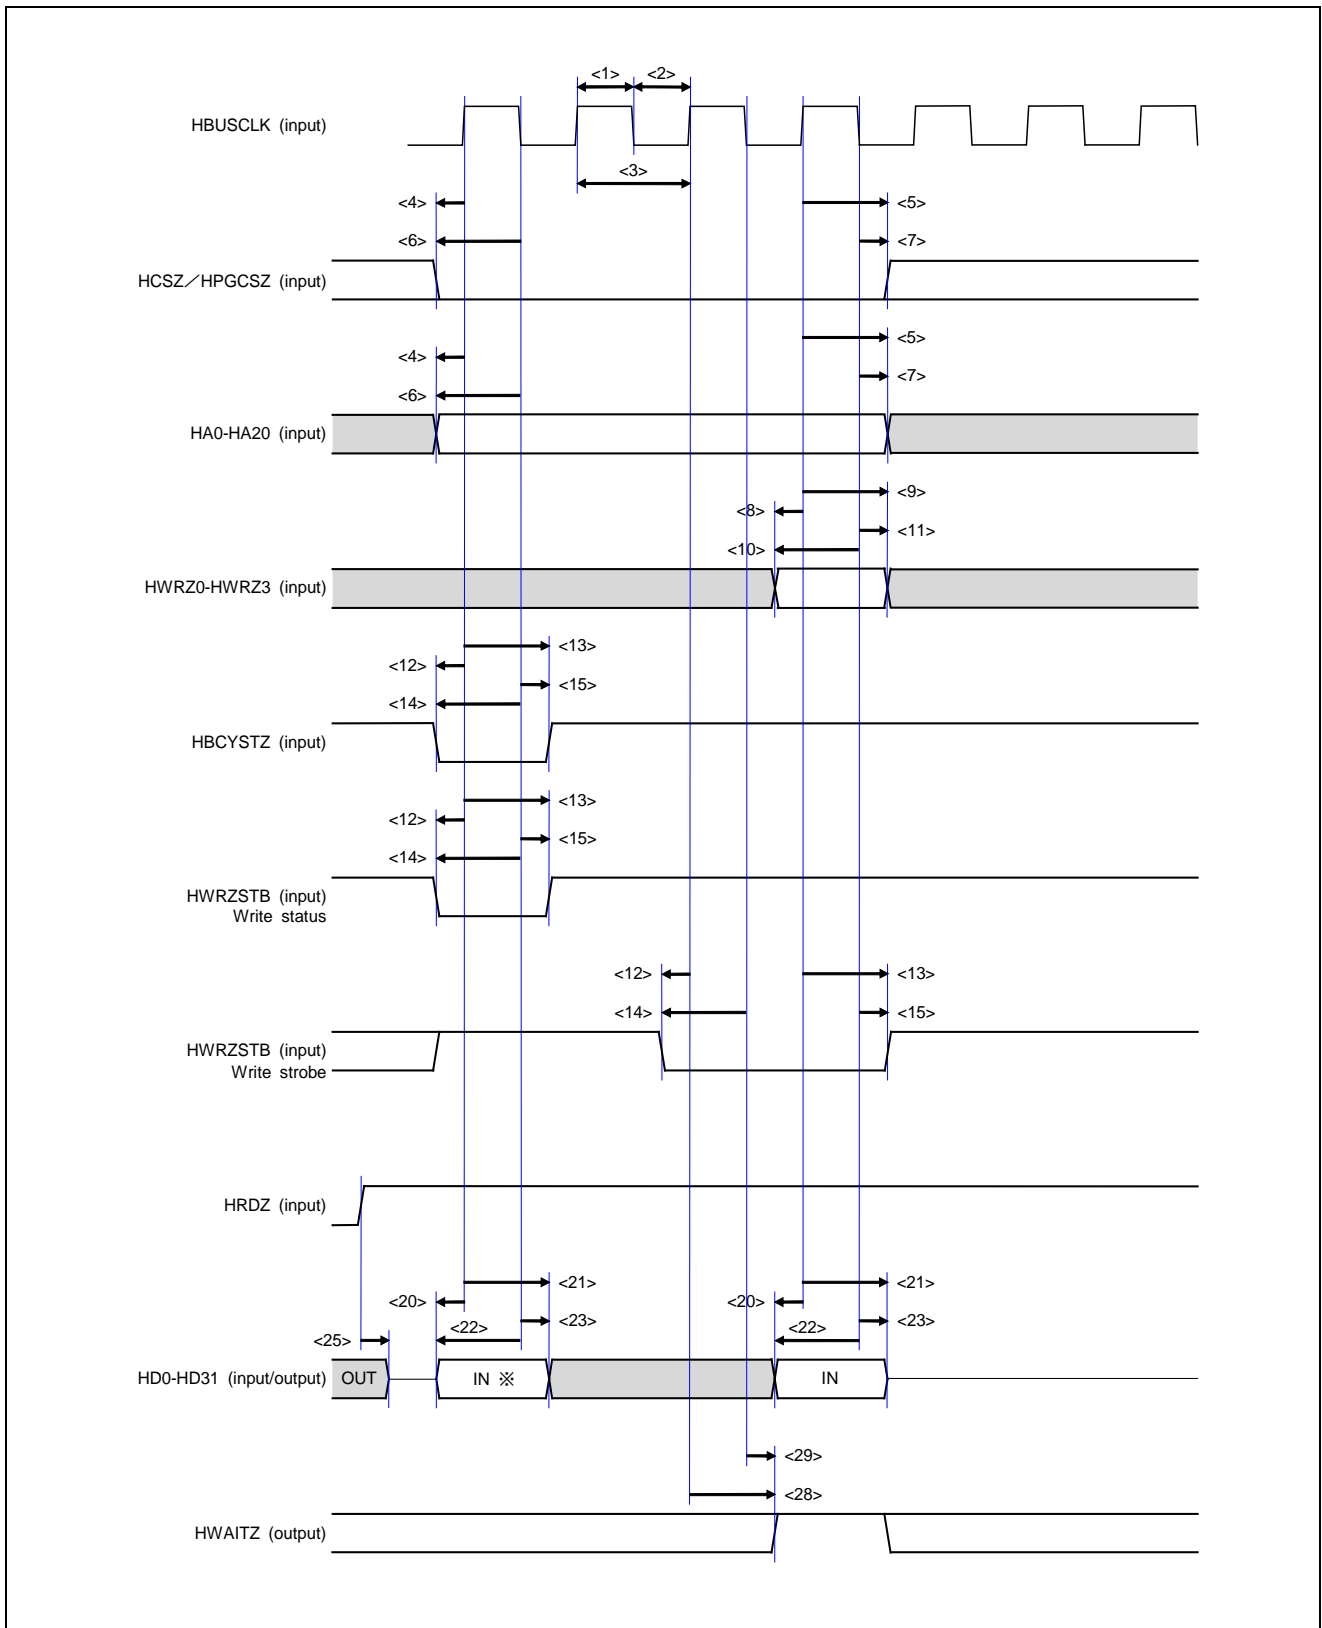 <1> <2>
HBUSCLK (input)
<3>
<4> <5>
<6> <7>
HCSZ／HPGCSZ (input)
<5>
<4>
<7>
<6>
HA0-HA20 (input)
<9>
<8>
<11>
<10>
HWRZ0-HWRZ3 (input)
<13>
<12>
<15>
<14>
HBCYSTZ (input)
<13>
<12>
<15>
<14>
HWRZSTB (input)
Write status
<12> <13>
<14> <15>
HWRZSTB (input)
Write strobe
HRDZ (input)
<21> <21>
<20> <20>
<23> <23>
<25> <22> <22>
HD0-HD31 (input/output) OUT IN ※ IN
<29>
<28>
HWAITZ (output)